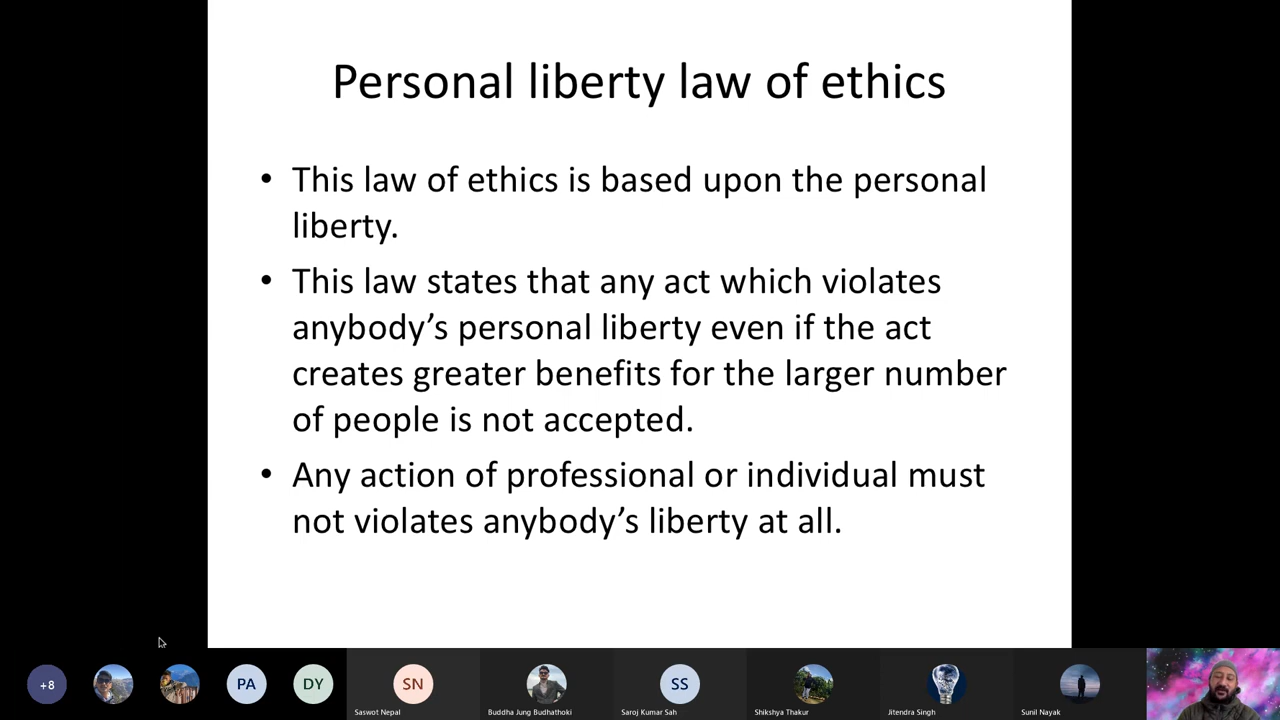 Personal liberty law of ethics
• This law of ethics is based upon the personal
liberty.
• This law states that any act which violates
anybody’s personal liberty even if the act
creates greater benefits for the larger number
of people is not accepted.
• Any action of professional or individual must
not violates anybody’s liberty at all.
+8
PA
DY
SN
SS
Saswot Nepal
Buddha Jung Budhathoki
Saroj Kumar Sah
Shikshya Thakur
Jitendra Singh
Sunil Nayak